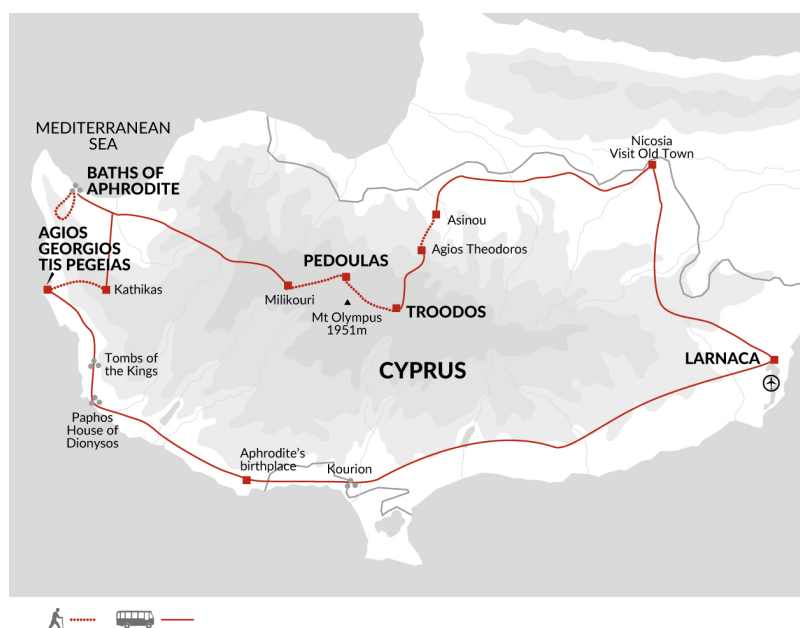 Nicosia
Visit Old Town
MEDITERRANEAN
SEA
BATHS OF
APHRODITE
Asinou
AGIOS
GEORGIOS
TIS PEGEIAS
Agios Theodoros
PEDOULAS
Kathikas
Milikouri
Mt Olympus
1951m
TROODOS
CYPRUS
LARNACA
Tombs of
the Kings
Paphos
House of
Dionysos
Aphrodite's
birthplace
Kourion